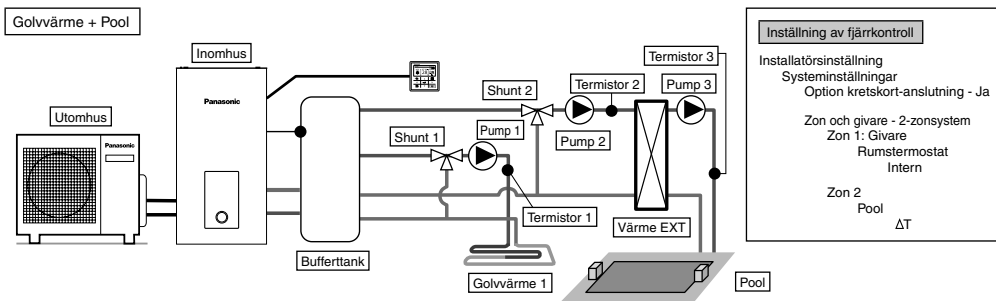 Golvvärme + Pool
Inomhus
Panasonic
Utomhus
Panasonic
Bufferttank
Shunt 1
Pump 1
Termistor 1
Golvvärme 1
Shunt 2
Pump 2
Termistor 2
Värme EXT
Pump 3
Termistor 3
Pool
Inställning av fjärrkontroll
Installatörsinställning
Systeminställningar
Option kretskort-anslutning - Ja
Zon och givare - 2-zonsystem
Zon 1: Givare
Rumstermostat
Intern
Zon 2
Pool
ΔT